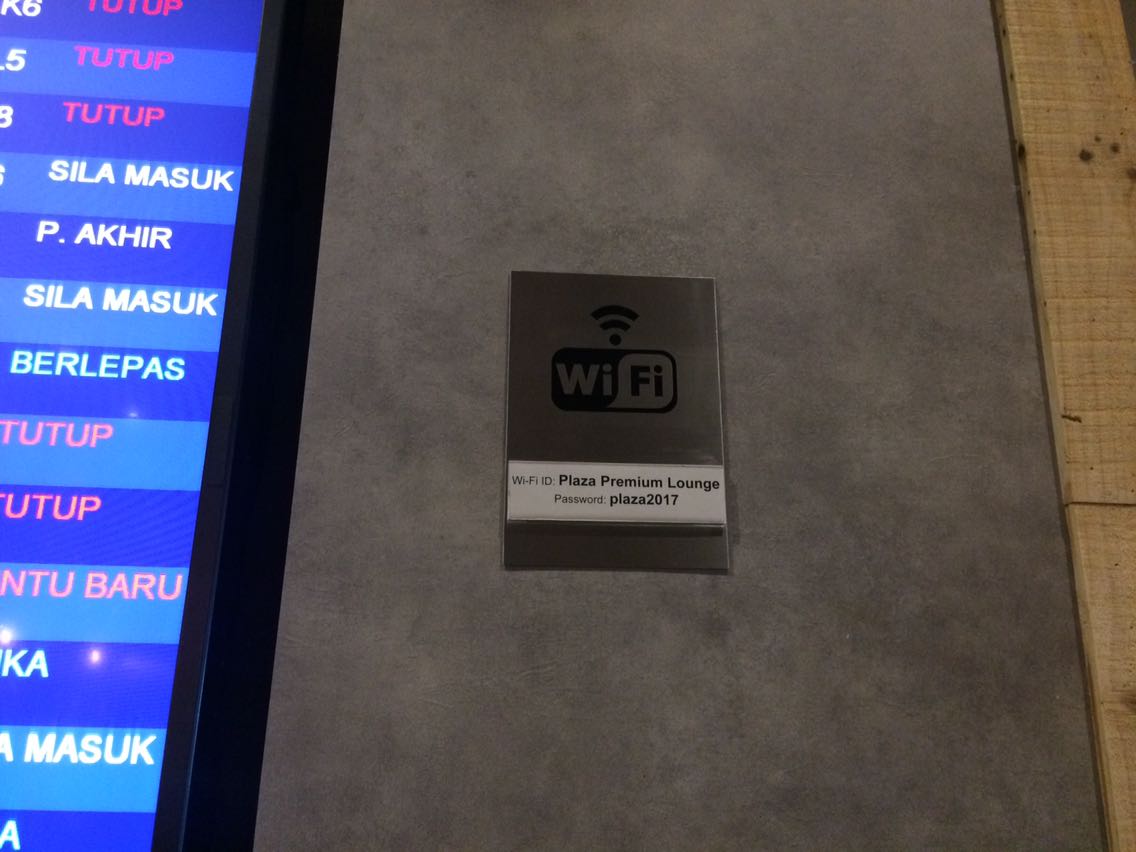 K6 TUTUP
5 TUTUP
8 TUTUP
SILA MASUK
P. AKHIR
SILA MASUK
BERLEPAS
TUTUP
TUTUP
NTU BARU
KA
A MASUK
A
WiFi
Wi-Fi ID: Plaza Premium Lounge
Password: plaza2017